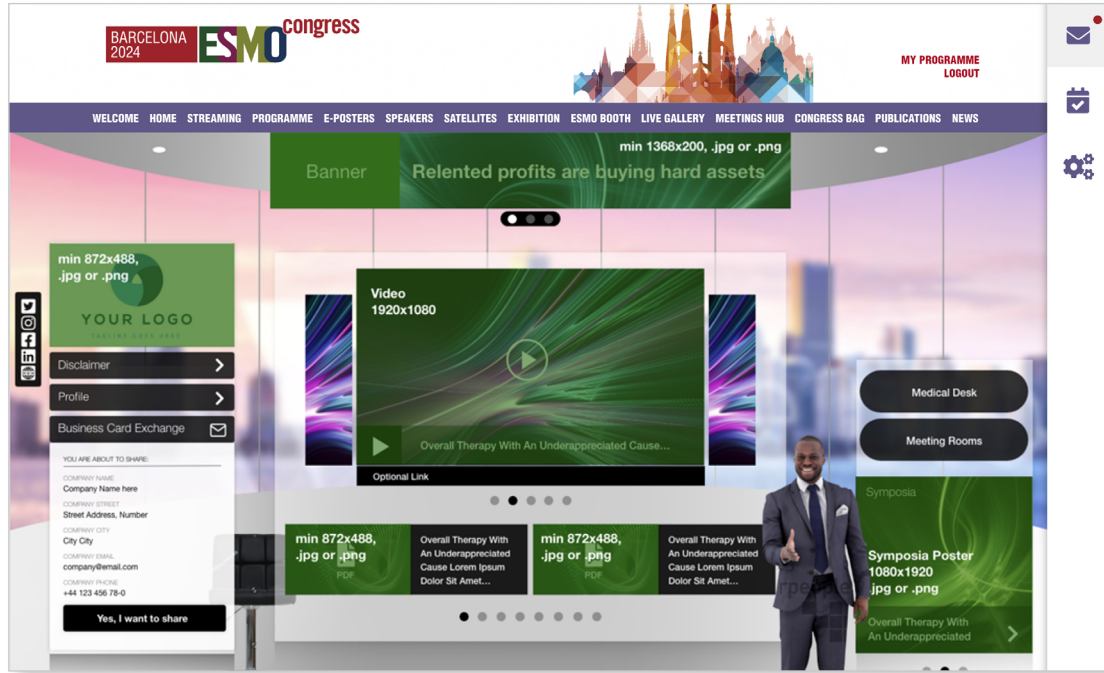 BARCELONA
2024
ESMO congress
MY PROGRAMME
LOGOUT
WELCOME HOME STREAMING PROGRAMME E-POSTERS SPEAKERS SATELLITES EXHIBITION ESMO BOOTH LIVE GALLERY MEETINGS HUB CONGRESS BAG PUBLICATIONS NEWS
min 1368x200, .jpg or .png
Banner
Relented profits are buying hard assets
min 872x488,
.jpg or .png
YOUR LOGO
TAGLINE GOES HERE
Disclaimer
Profile
Business Card Exchange
YOU ARE ABOUT TO SHARE:
COMPANY NAME
Company Name here
COMPANY STREET
Street Address, Number
COMPANY CITY
City City
COMPANY EMAIL
company@email.com
COMPANY PHONE
+44 123 456 78-0
Yes, I want to share
Video
1920x1080
Overall Therapy With An Underappreciated Cause...
Optional Link
min 872x488,
.jpg or .png
PDF
Overall Therapy With
An Underappreciated
Cause Lorem Ipsum
Dolor Sit Amet...
min 872x488,
.jpg or .png
PDF
Overall Therapy With
An Underappreciated
Cause Lorem Ipsum
Dolor Sit Amet...
Medical Desk
Meeting Rooms
Symposia
Symposia Poster
1080x1920
.jpg or .png
Overall Therapy With
An Underappreciated